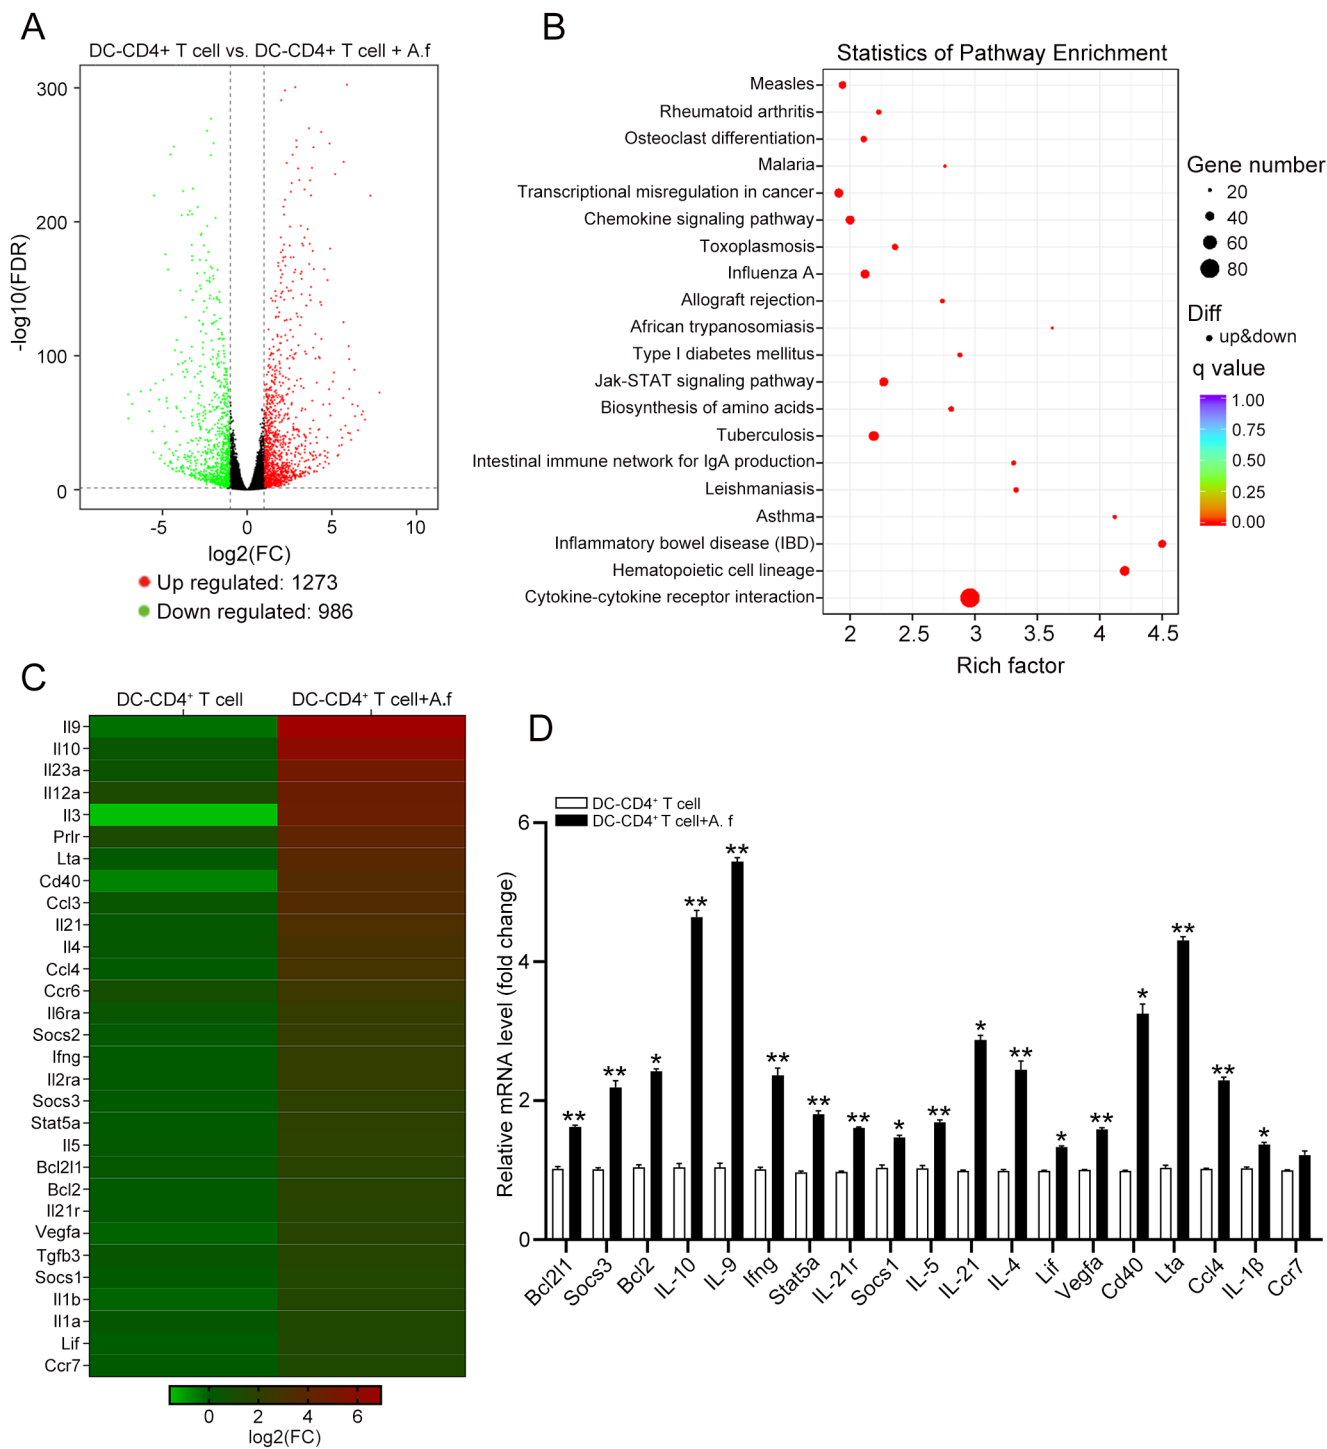 A
DC-CD4+ T cell vs. DC-CD4+ T cell + A.f
300
200
100
0
-log10(FDR)
-5
0
5
10
log2(FC)
Up regulated: 1273
Down regulated: 986
B
Statistics of Pathway Enrichment
Measles
Rheumatoid arthritis
Osteoclast differentiation
Malaria
Transcriptional misregulation in cancer
Chemokine signaling pathway
Toxoplasmosis
Influenza A
Allograft rejection
African trypanosomiasis
Type I diabetes mellitus
Jak-STAT signaling pathway
Biosynthesis of amino acids
Tuberculosis
Intestinal immune network for IgA production
Leishmaniasis
Asthma
Inflammatory bowel disease (IBD)
Hematopoietic cell lineage
Cytokine-cytokine receptor interaction
2
2.5
3
3.5
4
4.5
Rich factor
Gene number
20
40
60
80
Diff
up&down
q value
1.00
0.75
0.50
0.25
0.00
C
DC-CD4⁺ T cell
DC-CD4⁺ T cell+A.f
Il9
Il10
Il23a
Il12a
Il3
Prlr
Lta
Cd40
Ccl3
Il21
Il4
Ccl4
Ccr6
Il6ra
Socs2
Ifng
Il2ra
Socs3
Stat5a
Il5
Bcl2l1
Bcl2
Il21r
Vegfa
Tgfb3
Socs1
Il1b
Il1a
Lif
Ccr7
0
2
4
6
log2(FC)
D
DC-CD4⁺ T cell
DC-CD4⁺ T cell+A. f
6
4
2
0
Relative mRNA level (fold change)
**
**
*
**
**
**
**
**
*
**
*
**
*
**
*
**
**
*
Bcl2l1
Socs3
Bcl2
IL-10
IL-9
Ifng
Stat5a
IL-21r
Socs1
IL-5
IL-21
IL-4
Lif
Vegfa
Cd40
Lta
Ccl4
IL-1β
Ccr7